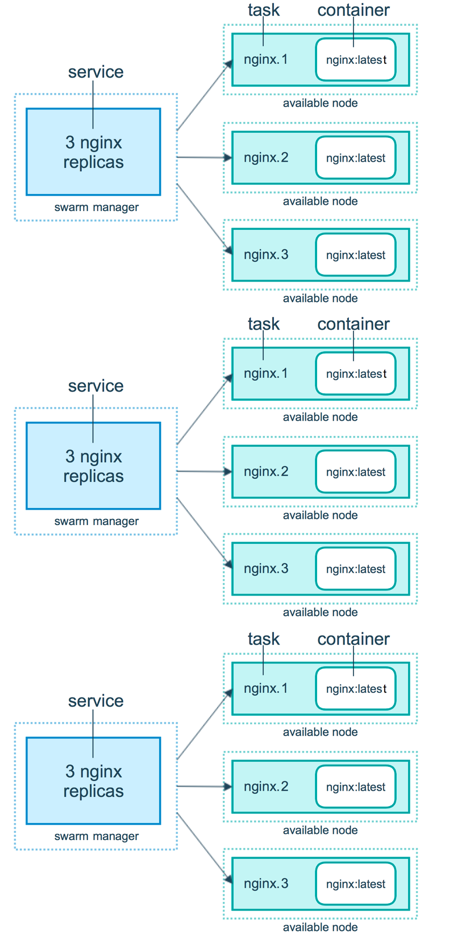 task container
nginx.1 nginx:latest
available node
service
3 nginx
replicas
swarm manager
nginx.2 nginx:latest
available node
nginx.3 nginx:latest
available node
task container
nginx.1 nginx:latest
available node
service
3 nginx
replicas
swarm manager
nginx.2 nginx:latest
available node
nginx.3 nginx:latest
available node
task container
nginx.1 nginx:latest
available node
service
3 nginx
replicas
swarm manager
nginx.2 nginx:latest
available node
nginx.3 nginx:latest
available node